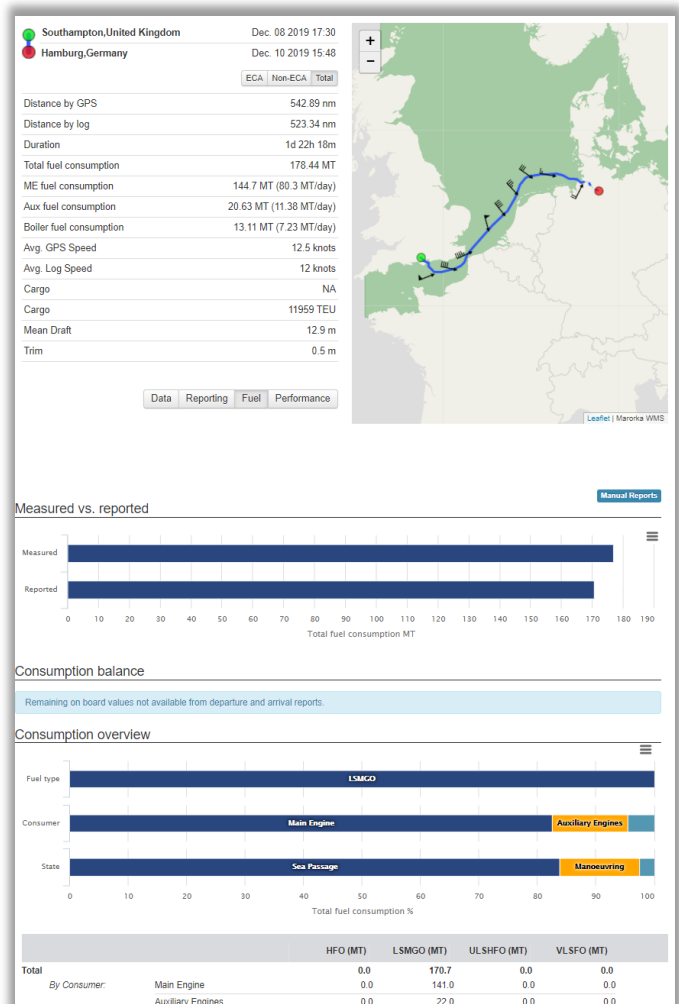 Southampton,United Kingdom Dec. 08 2019 17:30
Hamburg,Germany Dec. 10 2019 15:48
ECA Non-ECA Total
Distance by GPS 542.89 nm
Distance by log 523.34 nm
Duration 1d 22h 18m
Total fuel consumption 178.44 MT
ME fuel consumption 144.7 MT (80.3 MT/day)
Aux fuel consumption 20.63 MT (11.38 MT/day)
Boiler fuel consumption 13.11 MT (7.23 MT/day)
Avg. GPS Speed 12.5 knots
Avg. Log Speed 12 knots
Cargo NA
Cargo 11959 TEU
Mean Draft 12.9 m
Trim 0.5 m
Data Reporting Fuel Performance
+
−
Leaflet | Marorka WMS
Manual Reports
Measured vs. reported
Measured
Reported
0 10 20 30 40 50 60 70 80 90 100 110 120 130 140 150 160 170 180 190
Total fuel consumption MT
Consumption balance
Remaining on board values not available from departure and arrival reports.
Consumption overview
Fuel type LSMGO
Consumer Main Engine Auxiliary Engines
State Sea Passage Manoeuvring
0 10 20 30 40 50 60 70 80 90 100
Total fuel consumption %
HFO (MT) LSMGO (MT) ULSHFO (MT) VLSFO (MT)
Total 0.0 170.7 0.0 0.0
By Consumer: Main Engine 0.0 141.0 0.0 0.0
Auxiliary Engines 0.0 22.0 0.0 0.0